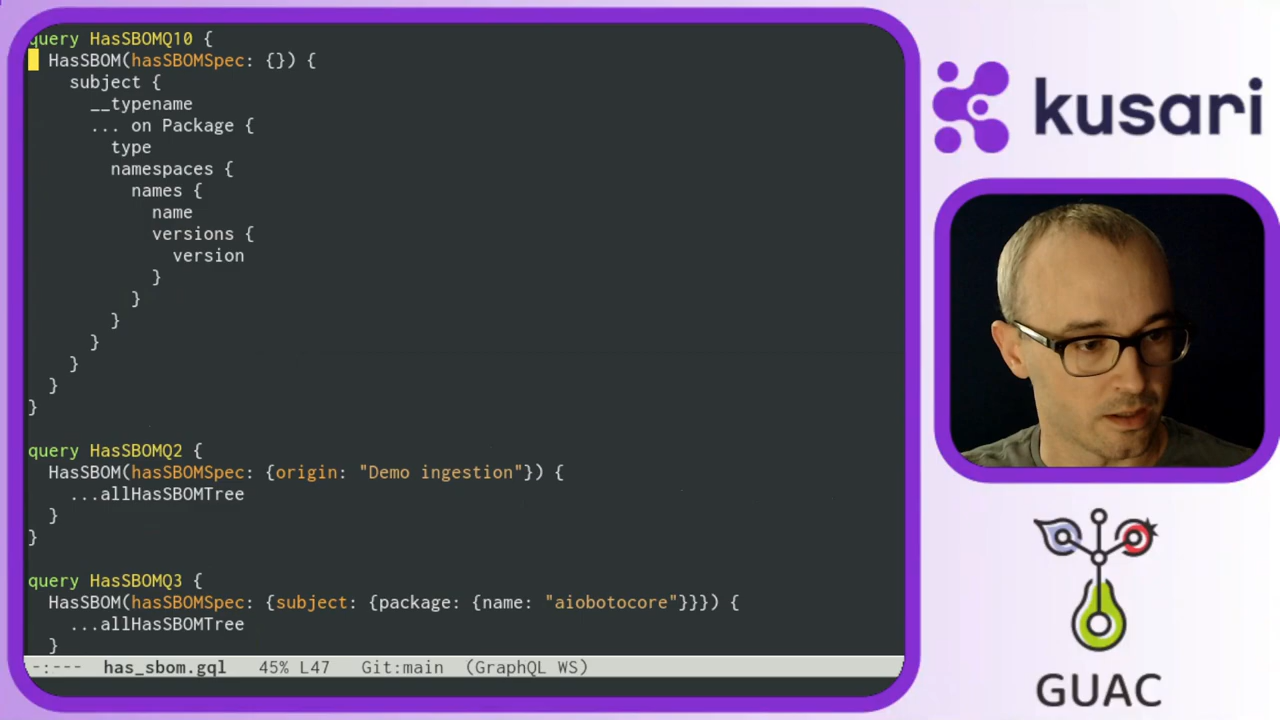 query HasSBOMQ10 {
HasSBOM(hasSBOMSpec: {}) {
subject {
__typename
... on Package {
type
namespaces {
names {
name
versions {
version
}
}
}
}
}
}
}
query HasSBOMQ2 {
HasSBOM(hasSBOMSpec: {origin: "Demo ingestion"}) {
...allHasSBOMTree
}
}
query HasSBOMQ3 {
HasSBOM(hasSBOMSpec: {subject: {package: {name: "aiobotocore"}}}) {
...allHasSBOMTree
}
-:--- has_sbom.gql 45% L47 Git:main (GraphQL WS)
kusari
GUAC